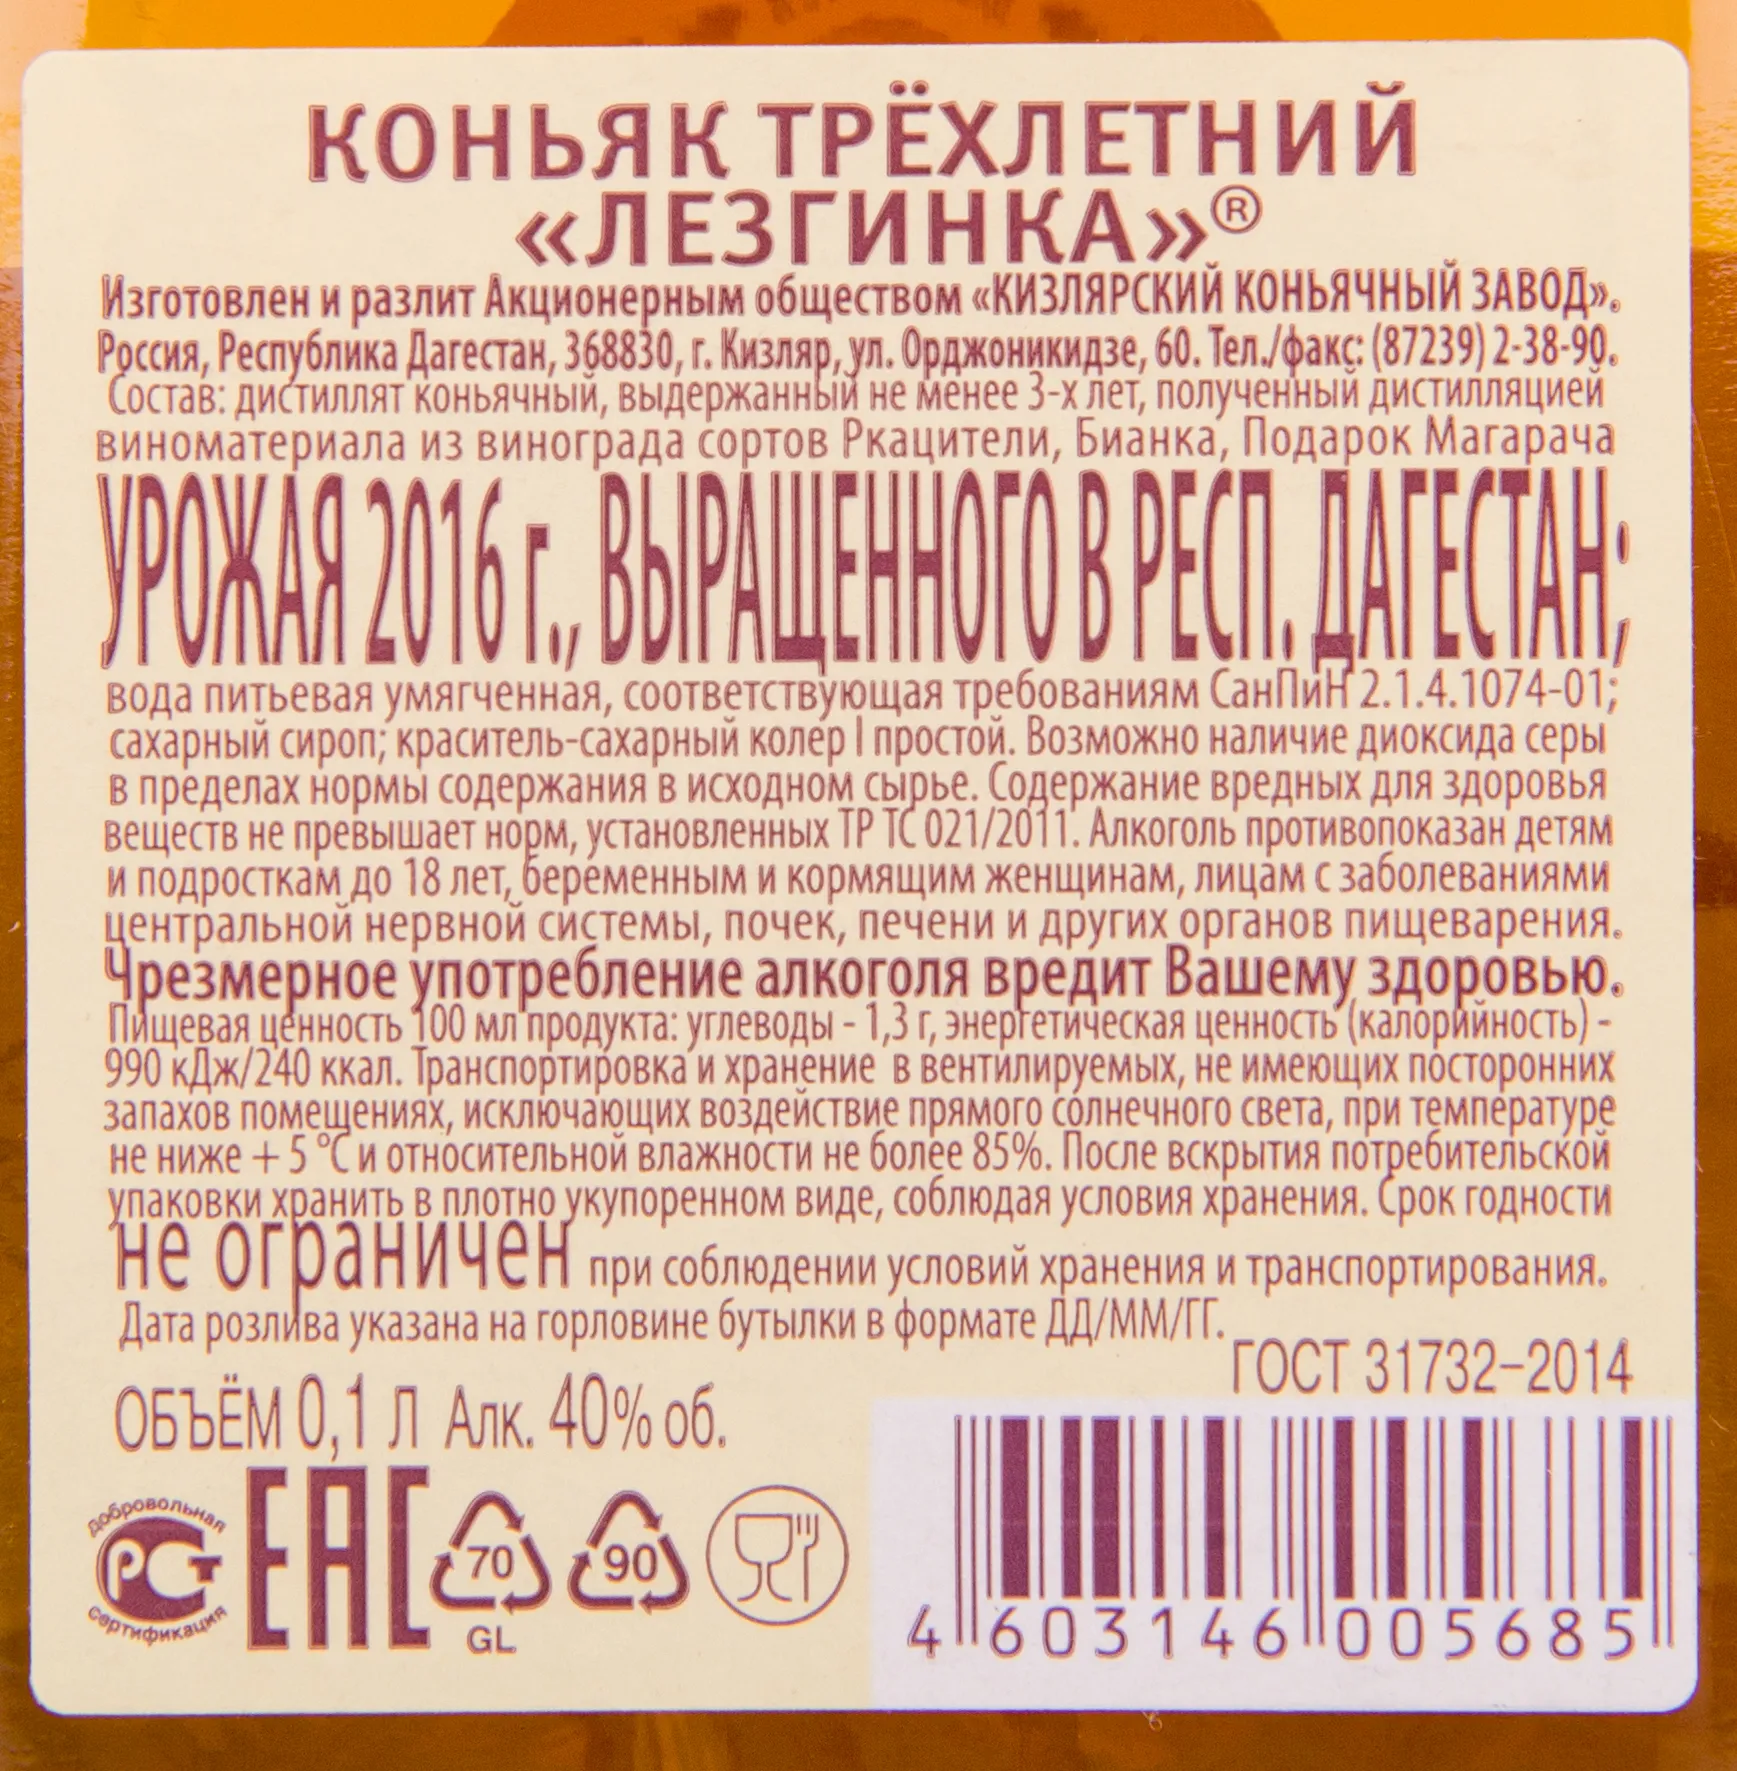 КОНЬЯК ТРЁХЛЕТНИЙ
«ЛЕЗГИНКА»®
Изготовлен и разлит Акционерным обществом «КИЗЛЯРСКИЙ КОНЬЯЧНЫЙ ЗАВОД».
Россия, Республика Дагестан, 368830, г. Кизляр, ул. Орджоникидзе, 60. Тел./факс: (87239) 2-38-90.
Состав: дистиллят коньячный, выдержанный не менее 3-х лет, полученный дистилляцией
виноматериала из винограда сортов Ркацители, Бианка, Подарок Магарача
УРОЖАЯ 2016 г., ВЫРАЩЕННОГО В РЕСП. ДАГЕСТАН;
вода питьевая умягченная, соответствующая требованиям СанПиН 2.1.4.1074-01;
сахарный сироп; краситель-сахарный колер I простой. Возможно наличие диоксида серы
в пределах нормы содержания в исходном сырье. Содержание вредных для здоровья
веществ не превышает норм, установленных ТР ТС 021/2011. Алкоголь противопоказан детям
и подросткам до 18 лет, беременным и кормящим женщинам, лицам с заболеваниями
центральной нервной системы, почек, печени и других органов пищеварения.
Чрезмерное употребление алкоголя вредит Вашему здоровью.
Пищевая ценность 100 мл продукта: углеводы - 1,3 г, энергетическая ценность (калорийность) -
990 кДж/240 ккал. Транспортировка и хранение в вентилируемых, не имеющих посторонних
запахов помещениях, исключающих воздействие прямого солнечного света, при температуре
не ниже + 5 °С и относительной влажности не более 85%. После вскрытия потребительской
упаковки хранить в плотно укупоренном виде, соблюдая условия хранения. Срок годности
не ограничен при соблюдении условий хранения и транспортирования.
Дата розлива указана на горловине бутылки в формате ДД/ММ/ГГ.
ГОСТ 31732-2014
ОБЪЁМ 0,1 Л Алк. 40% об.
добровольная
РСТ
сертификация
ЕАС
70
GL
90
4 603146 005685